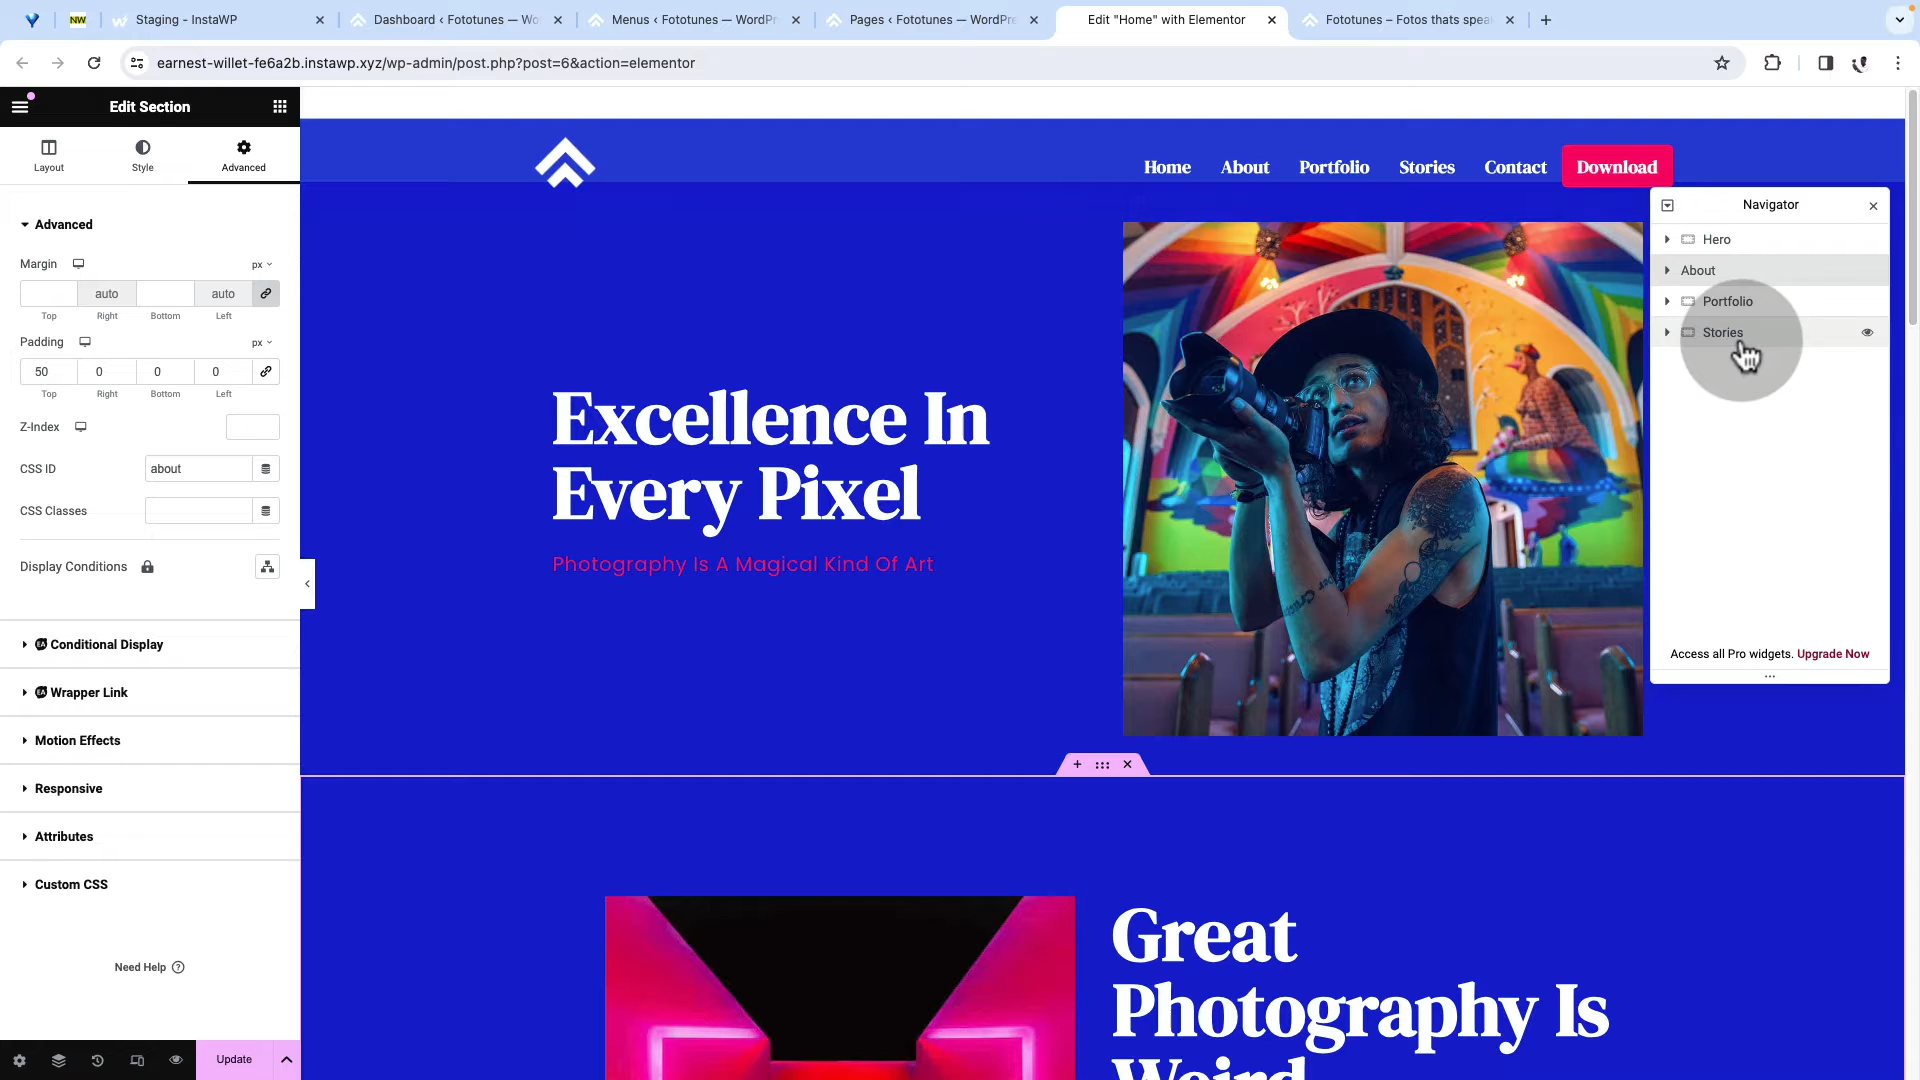 Staging - InstaWP
Dashboard ‹ Fototunes — Wo
Menus ‹ Fototunes — WordPr
Pages ‹ Fototunes — WordPre
Edit "Home" with Elementor
Fototunes – Fotos thats spea
NW
earnest-willet-fe6a2b.instawp.xyz/wp-admin/post.php?post=6&action=elementor
Edit Section
Layout
Style
Advanced
Advanced
Margin
px
auto
auto
Top
Right
Bottom
Left
Padding
px
50
0
0
0
Top
Right
Bottom
Left
Z-Index
CSS ID
about
CSS Classes
Display Conditions
EA Conditional Display
EA Wrapper Link
Motion Effects
Responsive
Attributes
Custom CSS
Need Help ?
Update
Home
About
Portfolio
Stories
Contact
Download
Excellence In
Every Pixel
Photography Is A Magical Kind Of Art
Navigator
Hero
About
Portfolio
Stories
Access all Pro widgets. Upgrade Now
Great
Photography Is
Weird